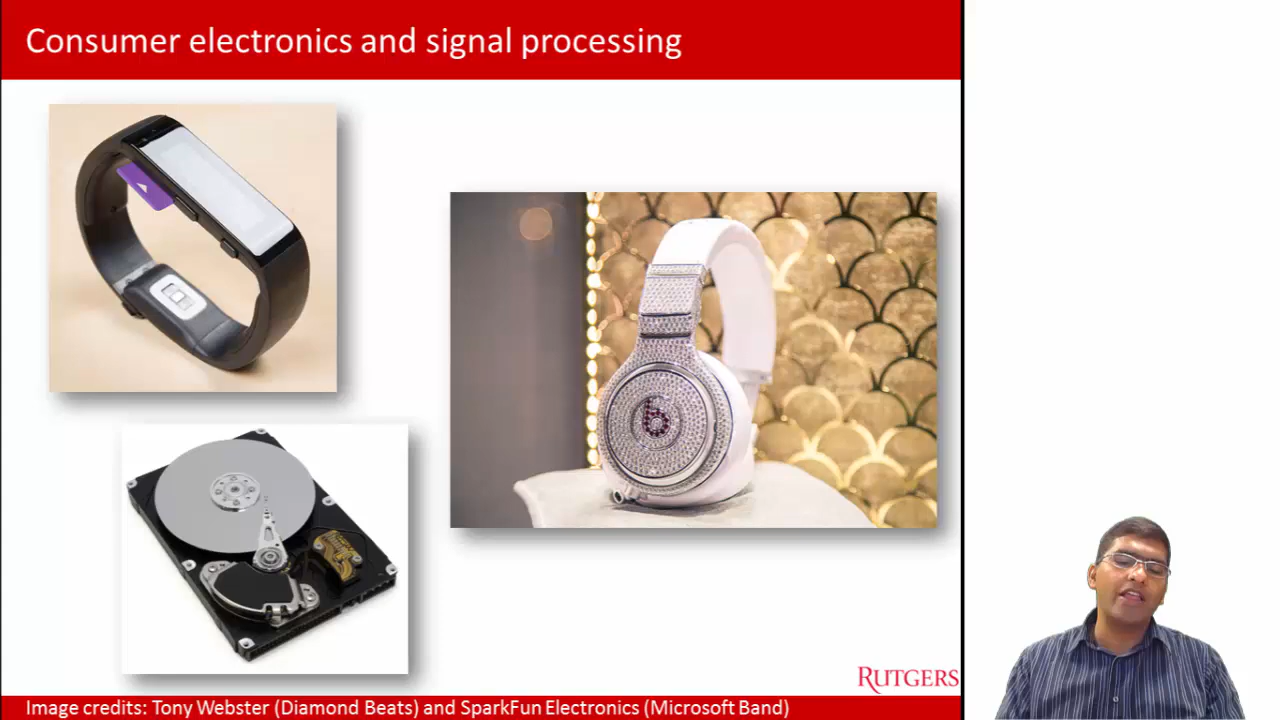 Consumer electronics and signal processing
b
RUTGERS
Image credits: Tony Webster (Diamond Beats) and SparkFun Electronics (Microsoft Band)